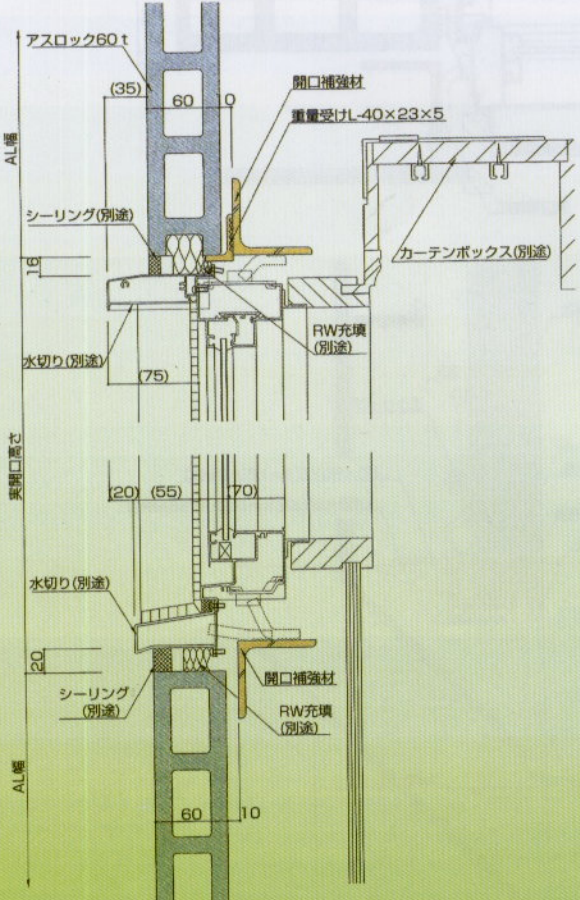 アスロック60t
(35)
60
0
開口補強材
重量受けL-40×23×5
AL幅
シーリング(別途)
16
カーテンボックス(別途)
RW充填
(別途)
水切り(別途)
(75)
実開口高さ
(20)
(55)
(70)
水切り(別途)
20
シーリング
(別途)
開口補強材
RW充填
(別途)
AL幅
60
10